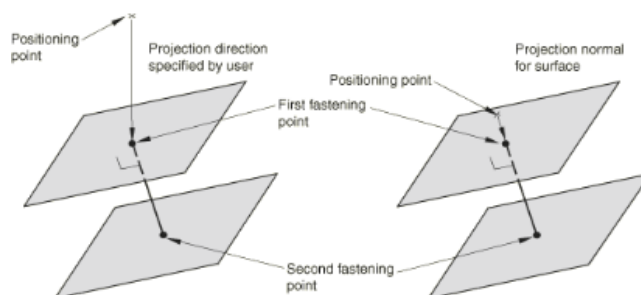 Positioning
point
Projection direction
specified by user
First fastening
point
Projection normal
for surface
Positioning point
Second fastening
point